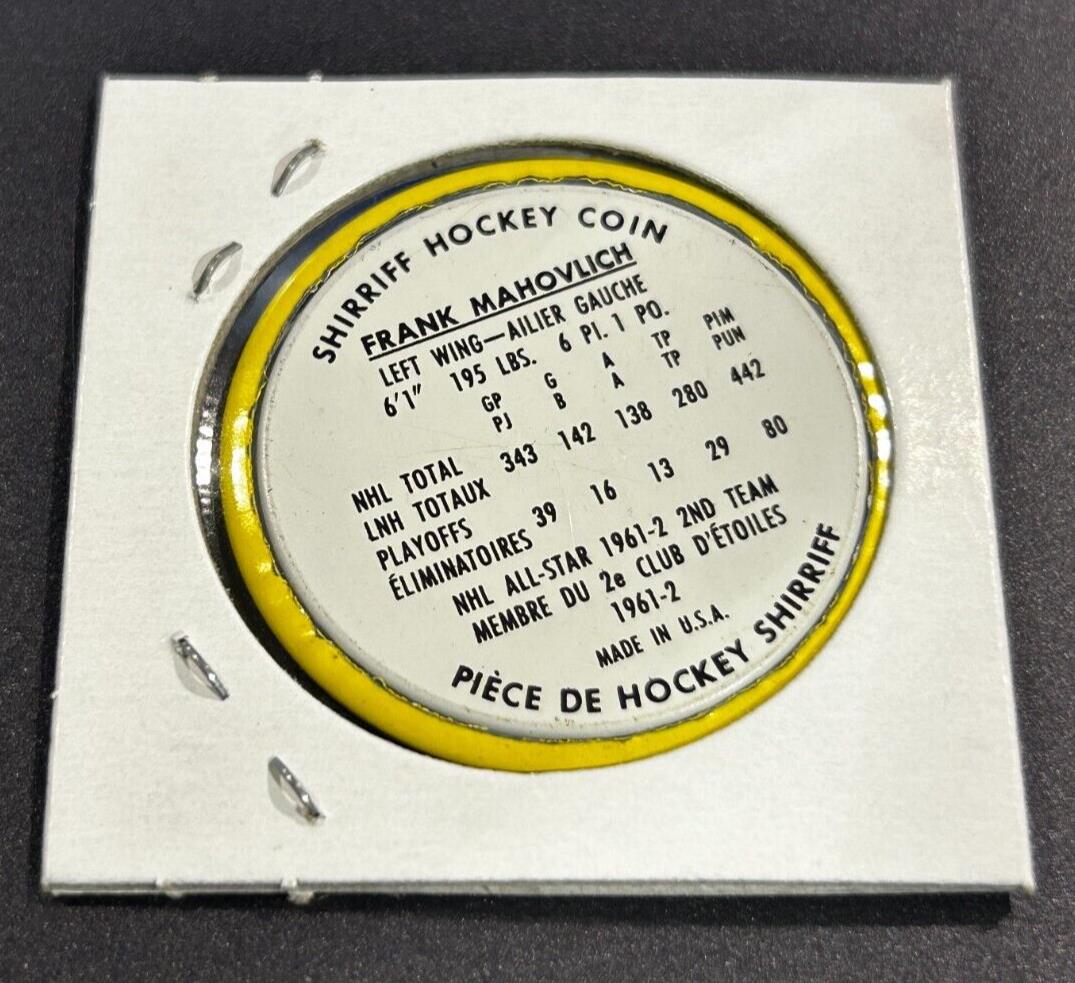 SHIRRIFF HOCKEY COIN
FRANK MAHOVLICH
LEFT WING—AILIER GAUCHE
6'1" 195 LBS. 6 PI. 1 PO.
GP G A TP PIM
PJ B A TP PUN
NHL TOTAL
LNH TOTAUX 343 142 138 280 442
PLAYOFFS
ÉLIMINATOIRES 39 16 13 29 80
NHL ALL-STAR 1961-2 2ND TEAM
MEMBRE DU 2e CLUB D'ÉTOILES
1961-2
MADE IN U.S.A.
PIÈCE DE HOCKEY SHIRRIFF